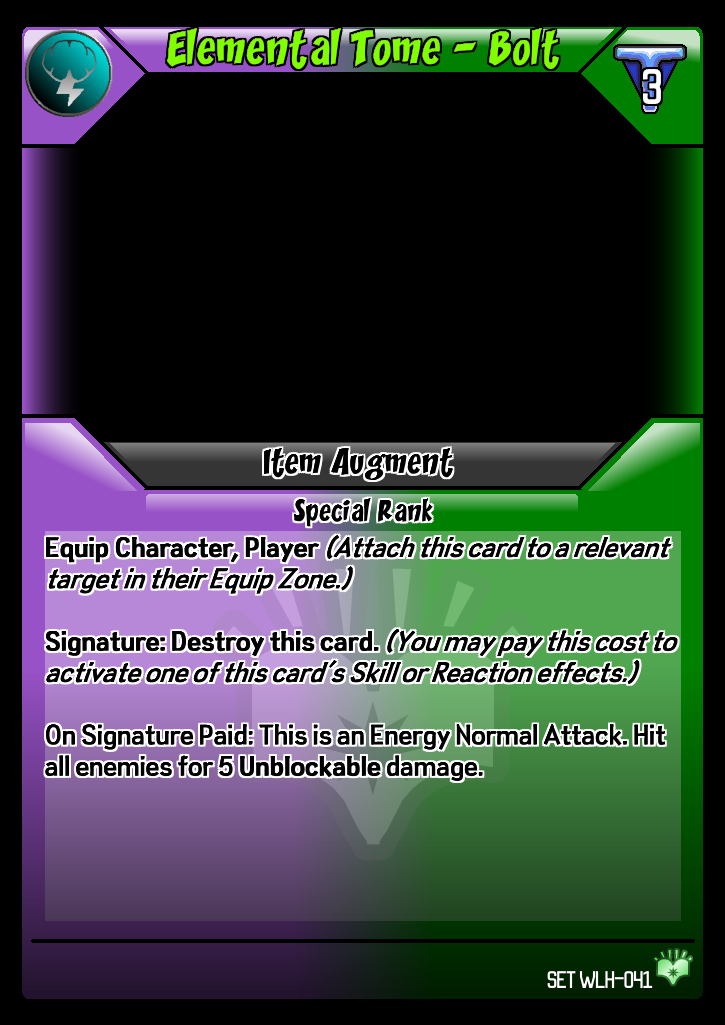 Elemental Tome - Bolt
3
Item Augment
Special Rank
Equip Character, Player (Attach this card to a relevant
target in their Equip Zone.)
Signature: Destroy this card. (You may pay this cost to
activate one of this card's Skill or Reaction effects.)
On Signature Paid: This is an Energy Normal Attack. Hit
all enemies for 5 Unblockable damage.
SET WLH-041